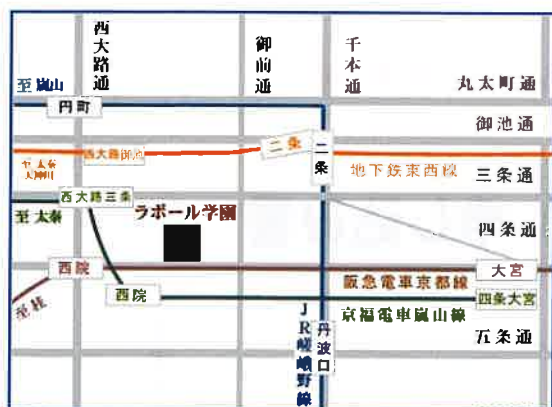 西大路通
御前通
千本通
至 嵐山
丸太町通
円町
御池通
二条
二条
西大路御池
至 太秦
天神川
地下鉄東西線
三条通
西大路三条
至 太秦
ラボール学園
四条通
西院
大宮
阪急電車京都線
西院
四条大宮
至桂
京福電車嵐山線
JR嵯峨野線
丹波口
五条通